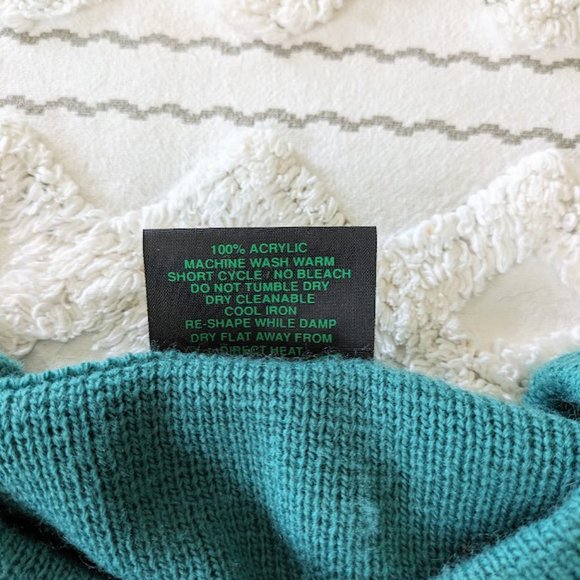 100% ACRYLIC
MACHINE WASH WARM
SHORT CYCLE / NO BLEACH
DO NOT TUMBLE DRY
DRY CLEANABLE
COOL IRON
RE-SHAPE WHILE DAMP
DRY FLAT AWAY FROM
DIRECT HEAT